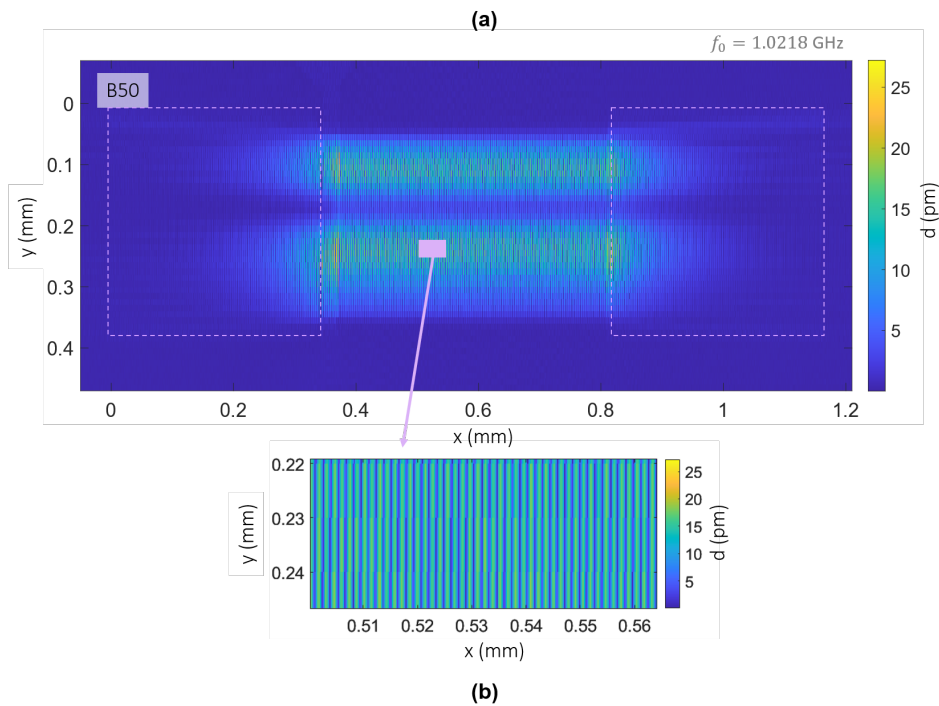 (a)
f₀ = 1.0218 GHz
B50
0
0.1
0.2
0.3
0.4
y (mm)
0 0.2 0.4 0.6 0.8 1 1.2
x (mm)
25
20
15
10
5
d (pm)
0.22
0.23
0.24
y (mm)
0.51 0.52 0.53 0.54 0.55 0.56
x (mm)
25
20
15
10
5
d (pm)
(b)